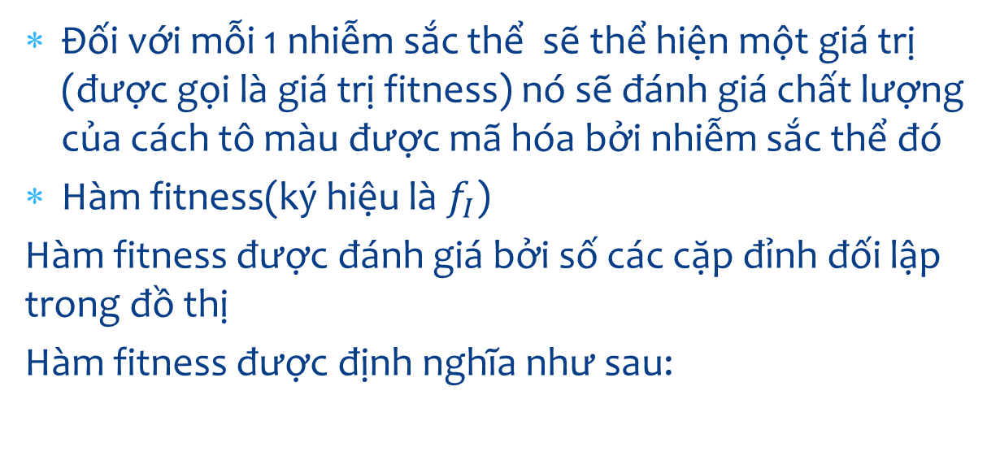 * Đối với mỗi 1 nhiễm sắc thể sẽ thể hiện một giá trị
(được gọi là giá trị fitness) nó sẽ đánh giá chất lượng
của cách tô màu được mã hóa bởi nhiễm sắc thể đó
* Hàm fitness(ký hiệu là f_I)
Hàm fitness được đánh giá bởi số các cặp đỉnh đối lập
trong đồ thị
Hàm fitness được định nghĩa như sau: